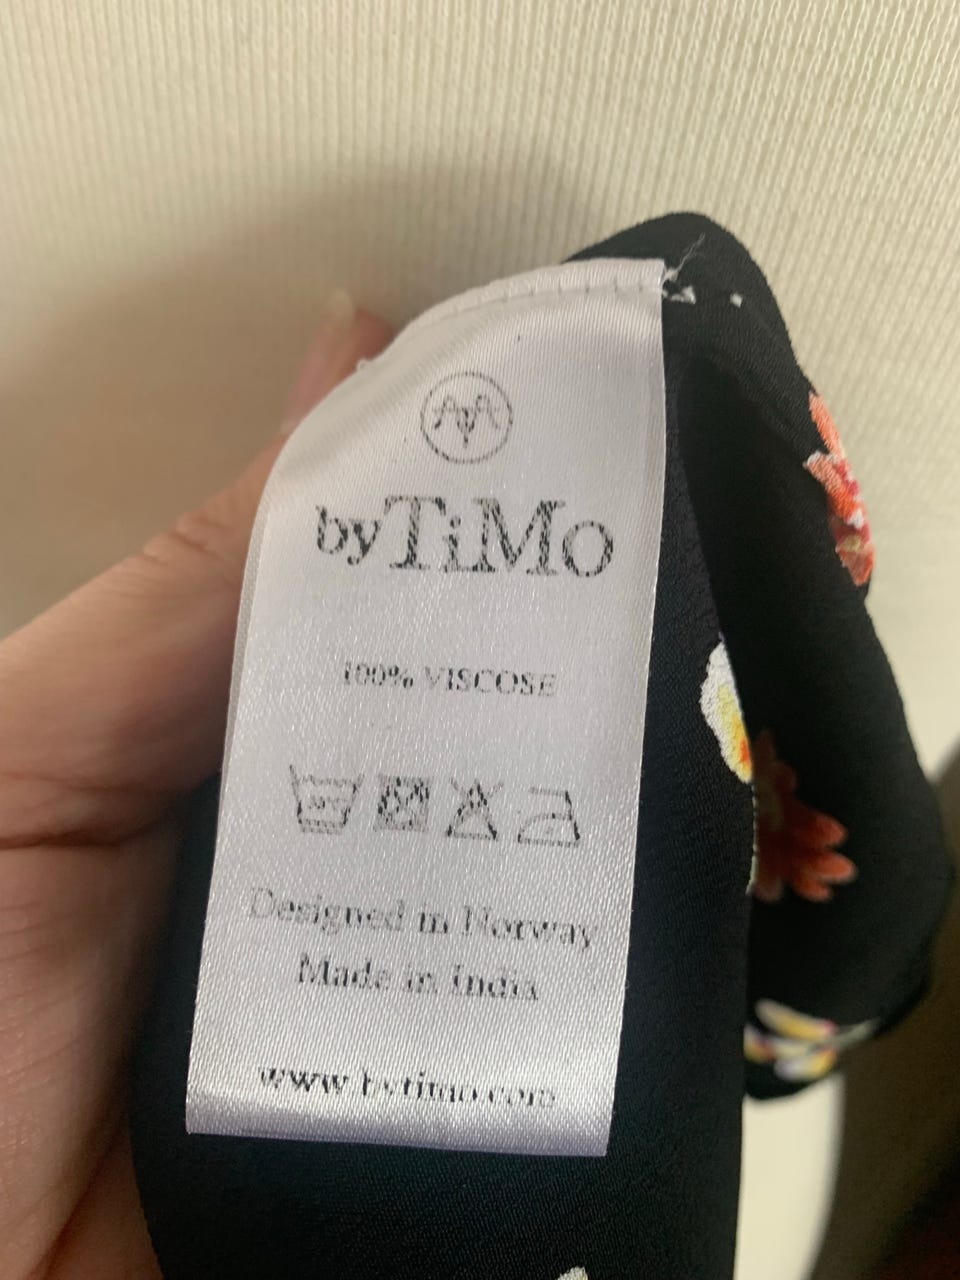 byTiMo
100% VISCOSE
Designed in Norway
Made in India
www.bytimo.com